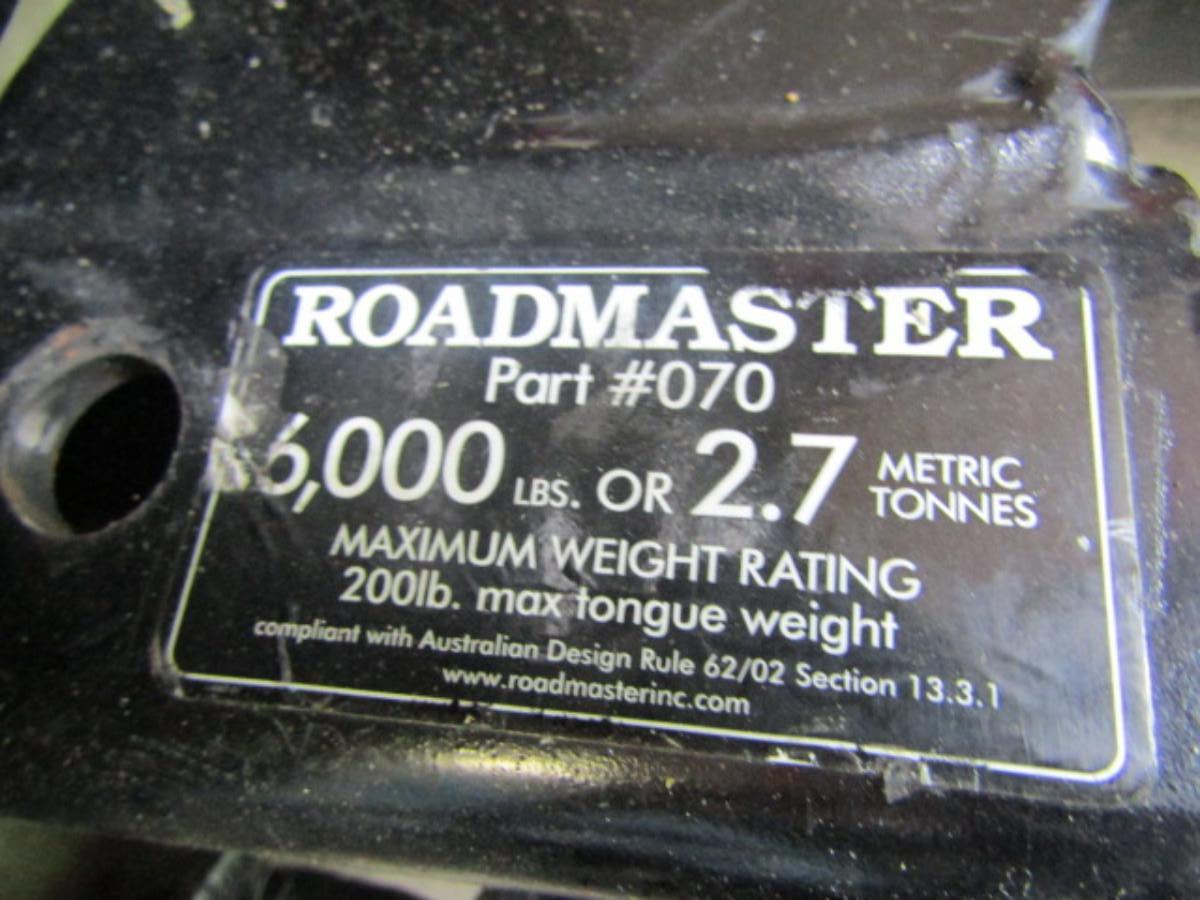 ROADMASTER
Part #070
6,000 LBS. OR 2.7 METRIC TONNES
MAXIMUM WEIGHT RATING
200lb. max tongue weight
compliant with Australian Design Rule 62/02 Section 13.3.1
www.roadmasterinc.com